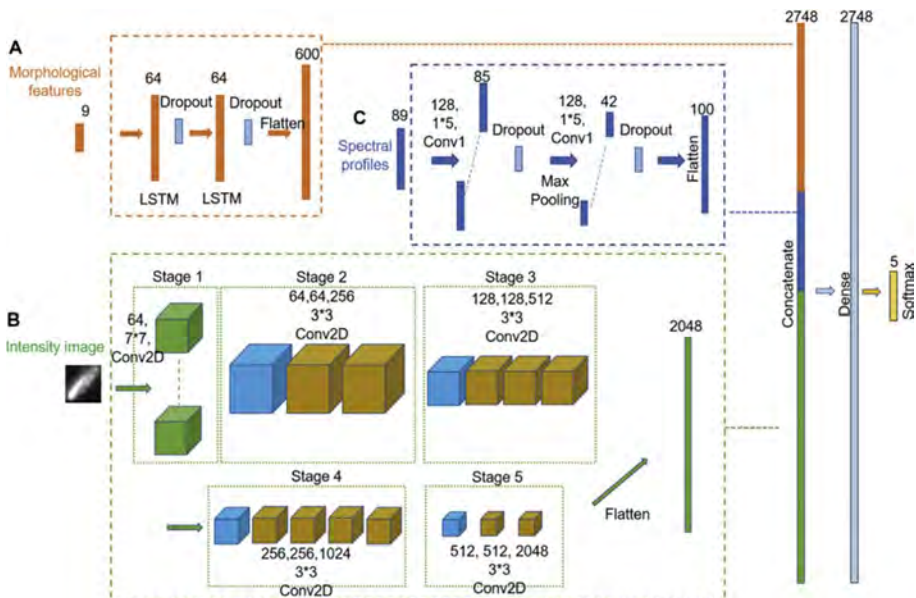 A
Morphological
features
9
64
LSTM
Dropout
64
LSTM
Dropout
Flatten
600
C
Spectral
profiles
89
128,
1*5,
Conv1
85
Dropout
128,
1*5,
Conv1
Max
Pooling
42
Dropout
Flatten
100
B
Intensity image
Stage 1
64,
7*7,
Conv2D
Stage 2
64,64,256
3*3
Conv2D
Stage 3
128,128,512
3*3
Conv2D
Stage 4
256,256,1024
3*3
Conv2D
Stage 5
512, 512, 2048
3*3
Conv2D
Flatten
2048
2748
Concatenate
2748
Dense
5
Softmax